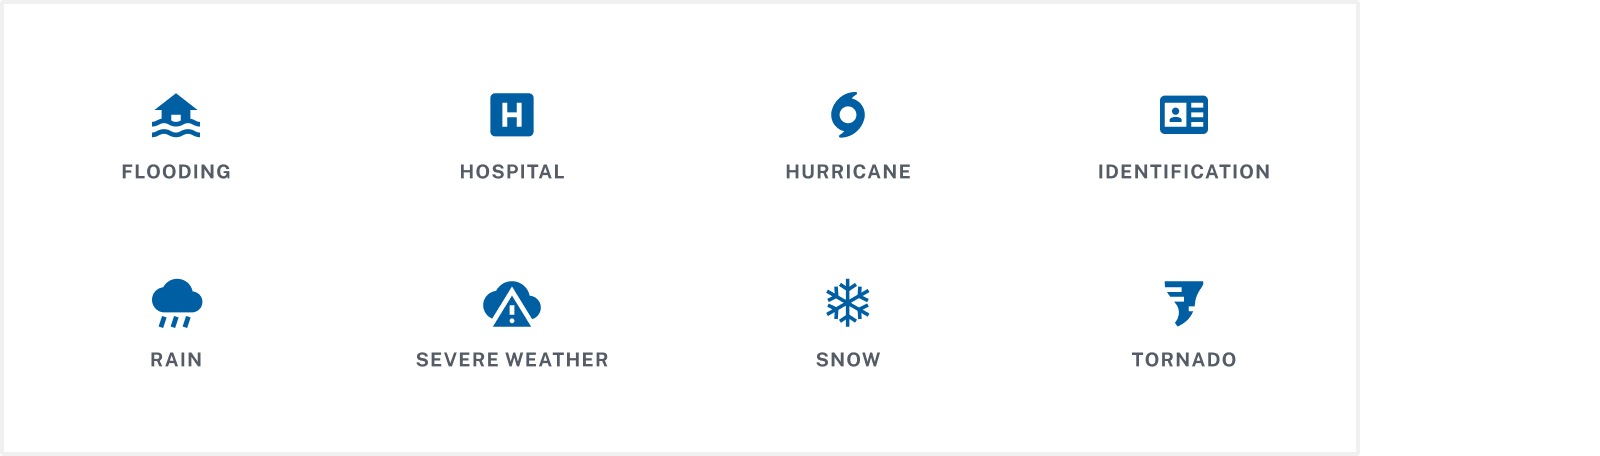 H
FLOODING HOSPITAL HURRICANE IDENTIFICATION
RAIN SEVERE WEATHER SNOW TORNADO